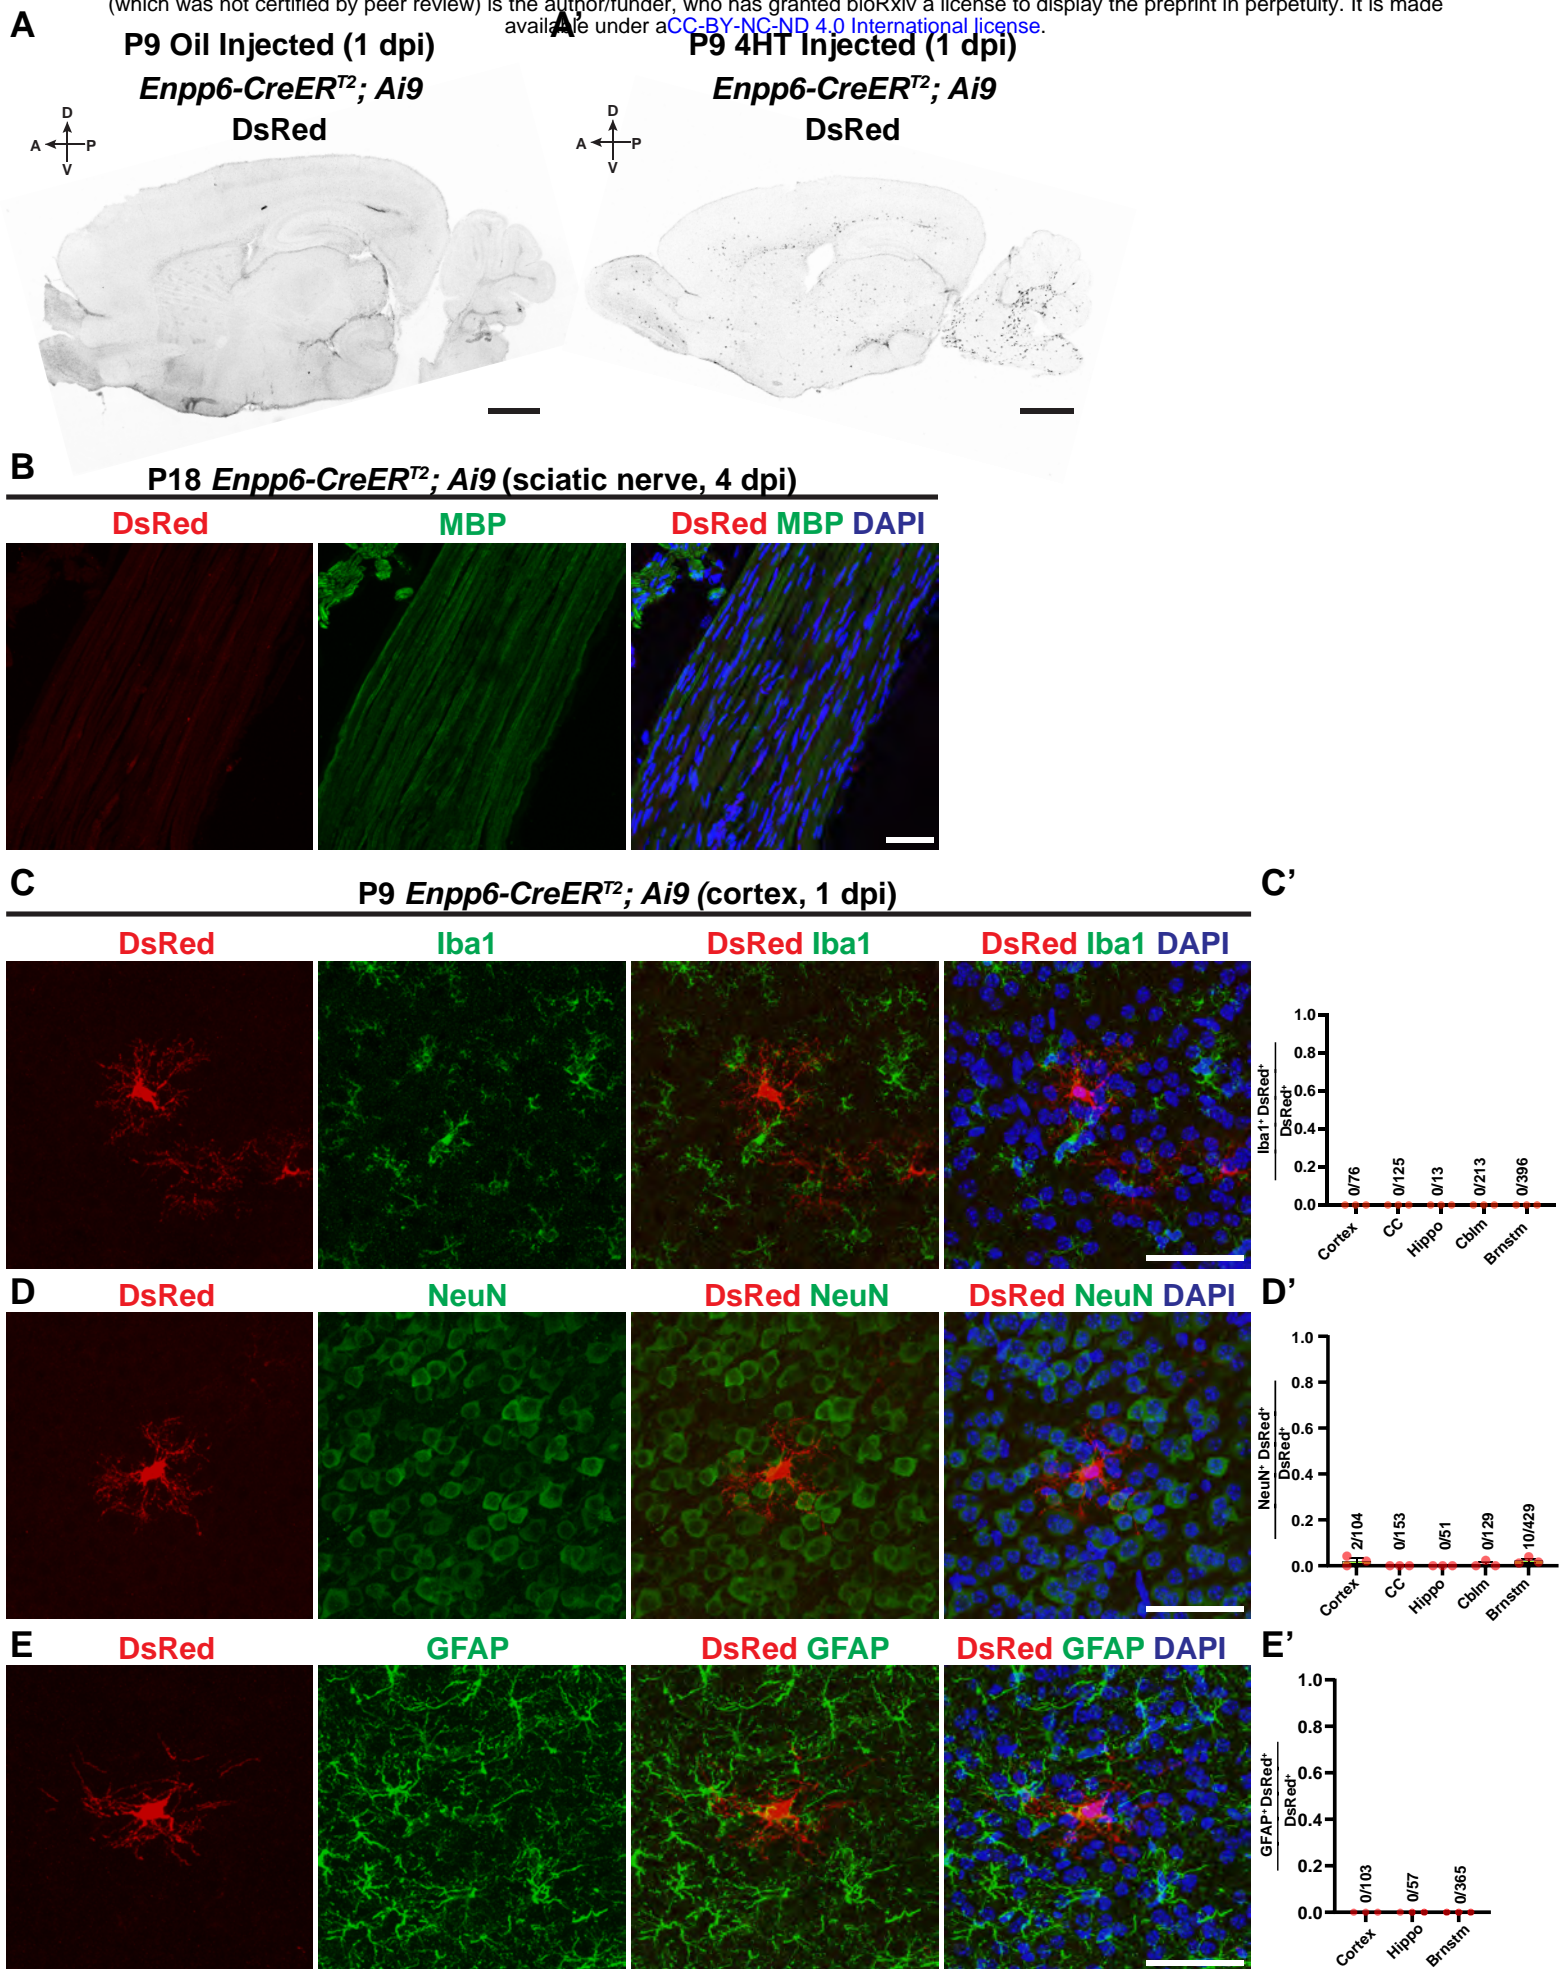 (which was not certified by peer review) is the author/funder, who has granted bioRxiv a license to display the preprint in perpetuity. It is made
available under aCC-BY-NC-ND 4.0 International license.
A
P9 Oil Injected (1 dpi)
Enpp6-CreERT2; Ai9
DsRed
D
A
P
V
A'
P9 4HT Injected (1 dpi)
Enpp6-CreERT2; Ai9
DsRed
D
A
P
V
B
P18 Enpp6-CreERT2; Ai9 (sciatic nerve, 4 dpi)
DsRed
MBP
DsRed MBP DAPI
C
P9 Enpp6-CreERT2; Ai9 (cortex, 1 dpi)
DsRed
Iba1
DsRed Iba1
DsRed Iba1 DAPI
C’
Iba1+ DsRed+
DsRed+
1.0
0.8
0.6
0.4
0.2
0.0
0/76
0/125
0/13
0/213
0/396
Cortex
CC
Hippo
Cblm
Brnstm
D
DsRed
NeuN
DsRed NeuN
DsRed NeuN DAPI
D’
NeuN+ DsRed+
DsRed+
1.0
0.8
0.6
0.4
0.2
0.0
2/104
0/153
0/51
0/129
10/429
Cortex
CC
Hippo
Cblm
Brnstm
E
DsRed
GFAP
DsRed GFAP
DsRed GFAP DAPI
E’
GFAP+ DsRed+
DsRed+
1.0
0.8
0.6
0.4
0.2
0.0
0/103
0/57
0/365
Cortex
Hippo
Brnstm